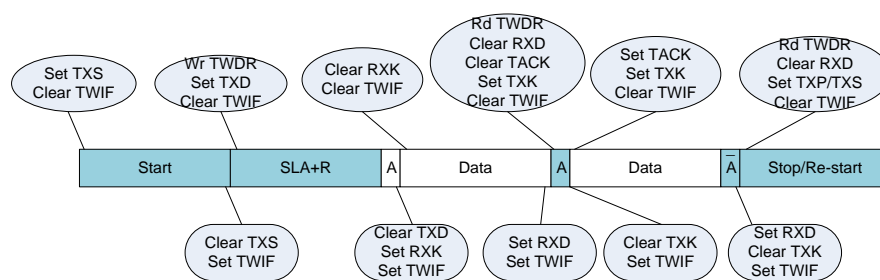 Set TXS
Clear TWIF
Wr TWDR
Set TXD
Clear TWIF
Clear RXK
Clear TWIF
Rd TWDR
Clear RXD
Clear TACK
Set TXK
Clear TWIF
Set TACK
Set TXK
Clear TWIF
Rd TWDR
Clear RXD
Set TXP/TXS
Clear TWIF
Start
SLA+R
A
Data
A
Data
A̅
Stop/Re-start
Clear TXS
Set TWIF
Clear TXD
Set RXK
Set TWIF
Set RXD
Set TWIF
Clear TXK
Set TWIF
Set RXD
Clear TXK
Set TWIF